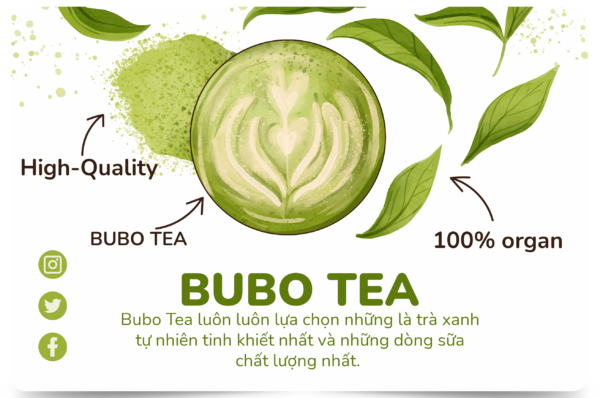 High-Quality
BUBO TEA
100% organ
BUBO TEA
Bubo Tea luôn luôn lựa chọn những là trà xanh
tự nhiên tinh khiết nhất và những dòng sữa
chất lượng nhất.